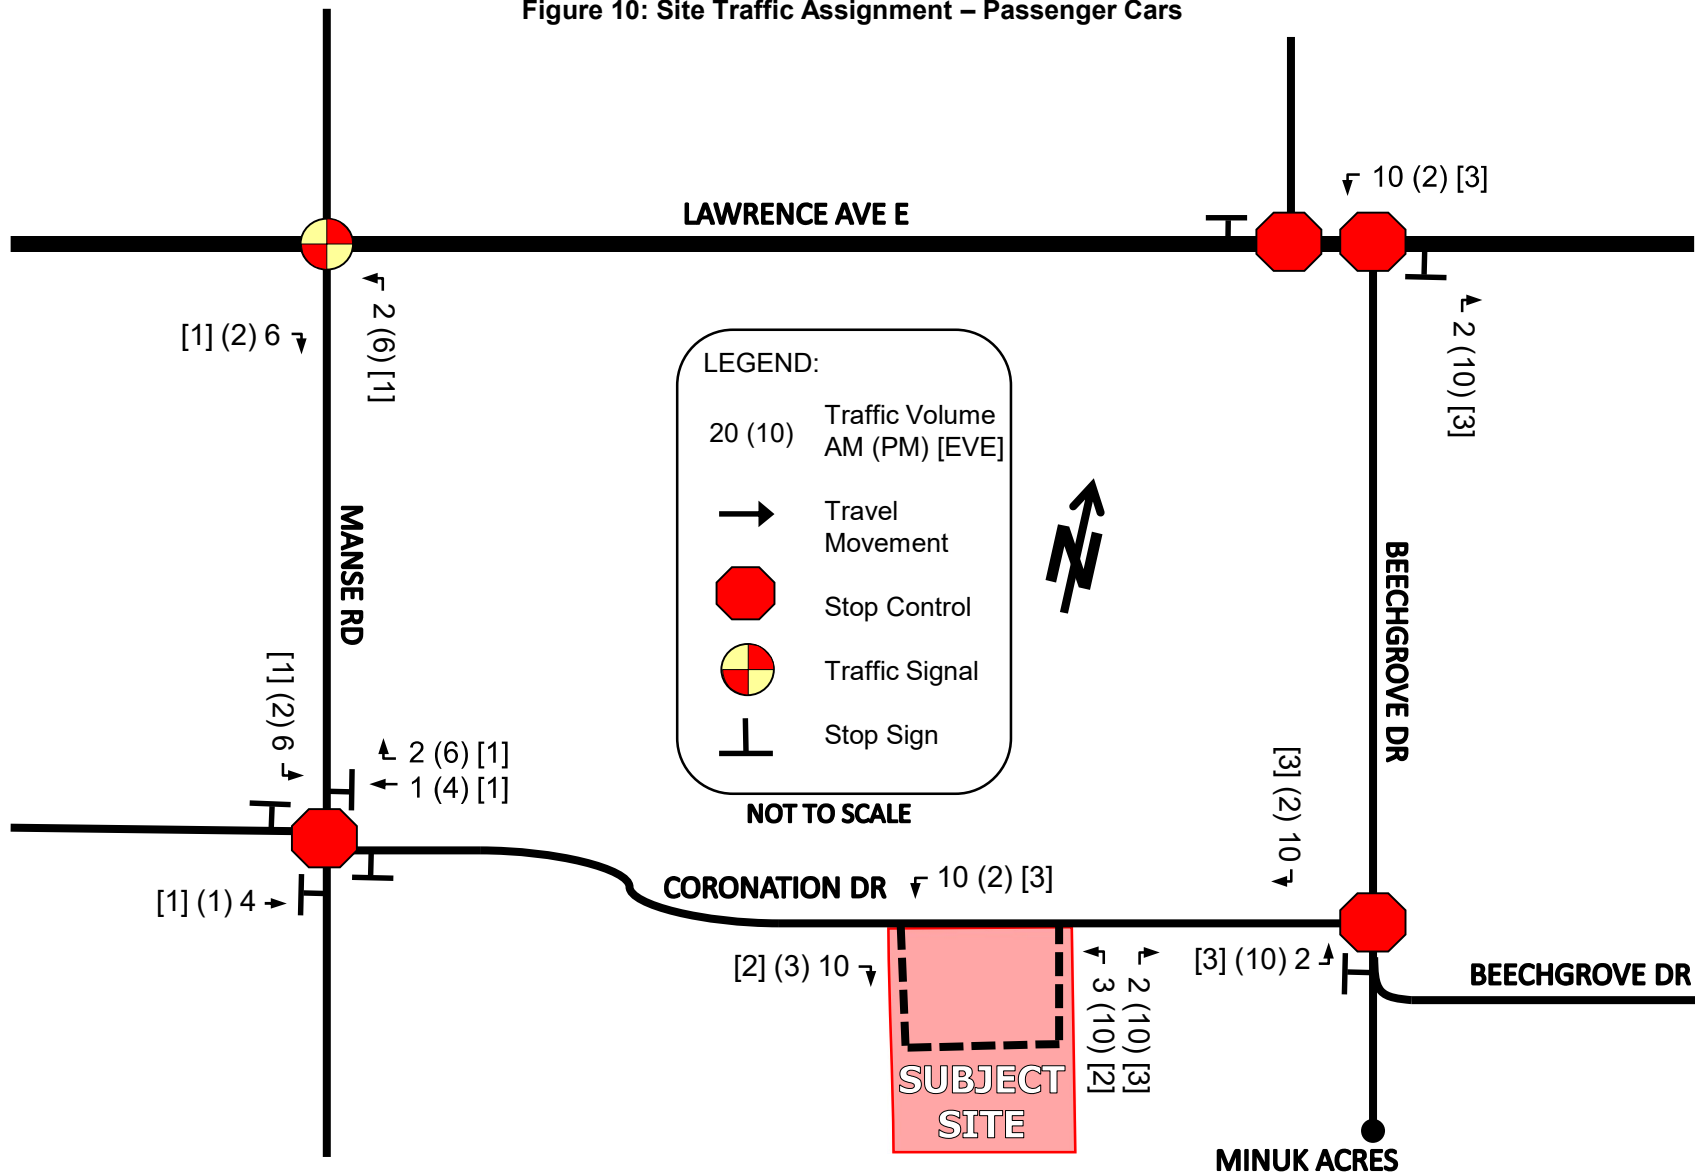 Figure 10: Site Traffic Assignment – Passenger Cars
10 (2) [3]
LAWRENCE AVE E
[1] (2) 6
2 (6) [1]
2 (10) [3]
LEGEND:
20 (10)
Traffic Volume
AM (PM) [EVE]
Travel
Movement
Stop Control
Traffic Signal
Stop Sign
NOT TO SCALE
N
MANSE RD
BEECHGROVE DR
[1] (2) 6
2 (6) [1]
1 (4) [1]
[1] (1) 4
CORONATION DR
10 (2) [3]
[3] (2) 10
[2] (3) 10
3 (10) [2]
2 (10) [3]
[3] (10) 2
BEECHGROVE DR
SUBJECT
SITE
MINUK ACRES